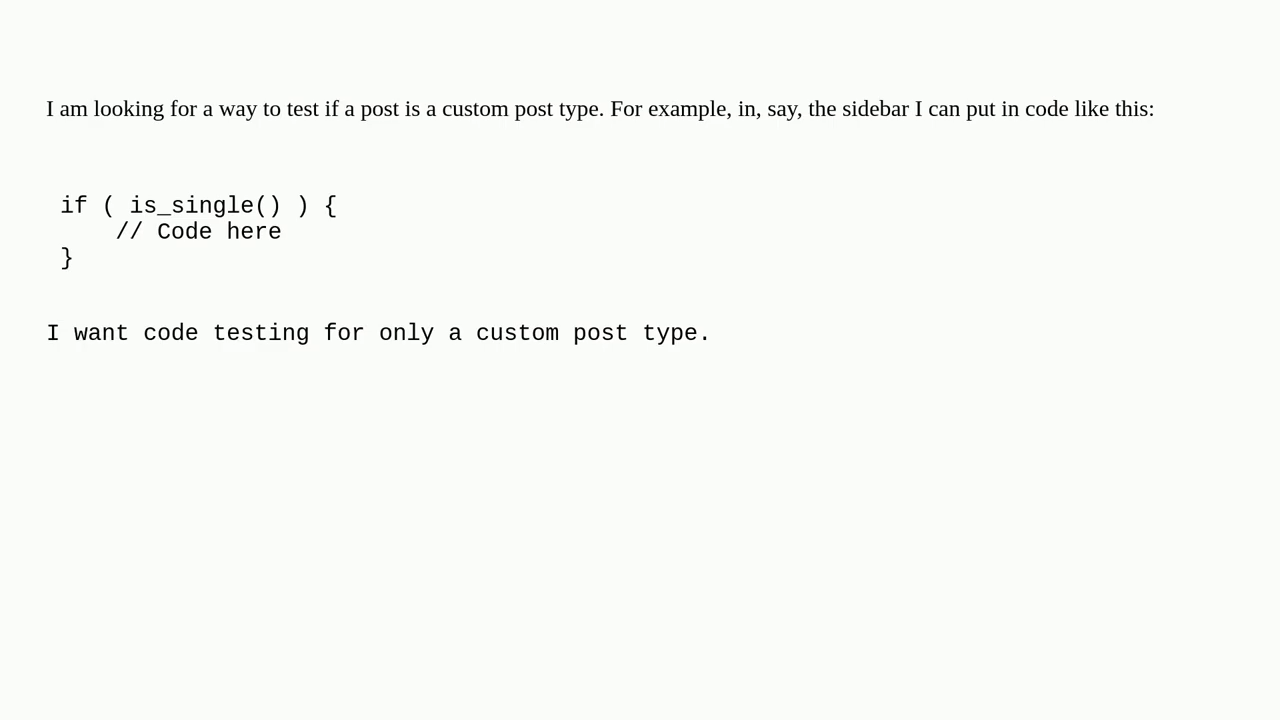 I am looking for a way to test if a post is a custom post type. For example, in, say, the sidebar I can put in code like this:
if ( is_single() ) {
    // Code here
}
I want code testing for only a custom post type.